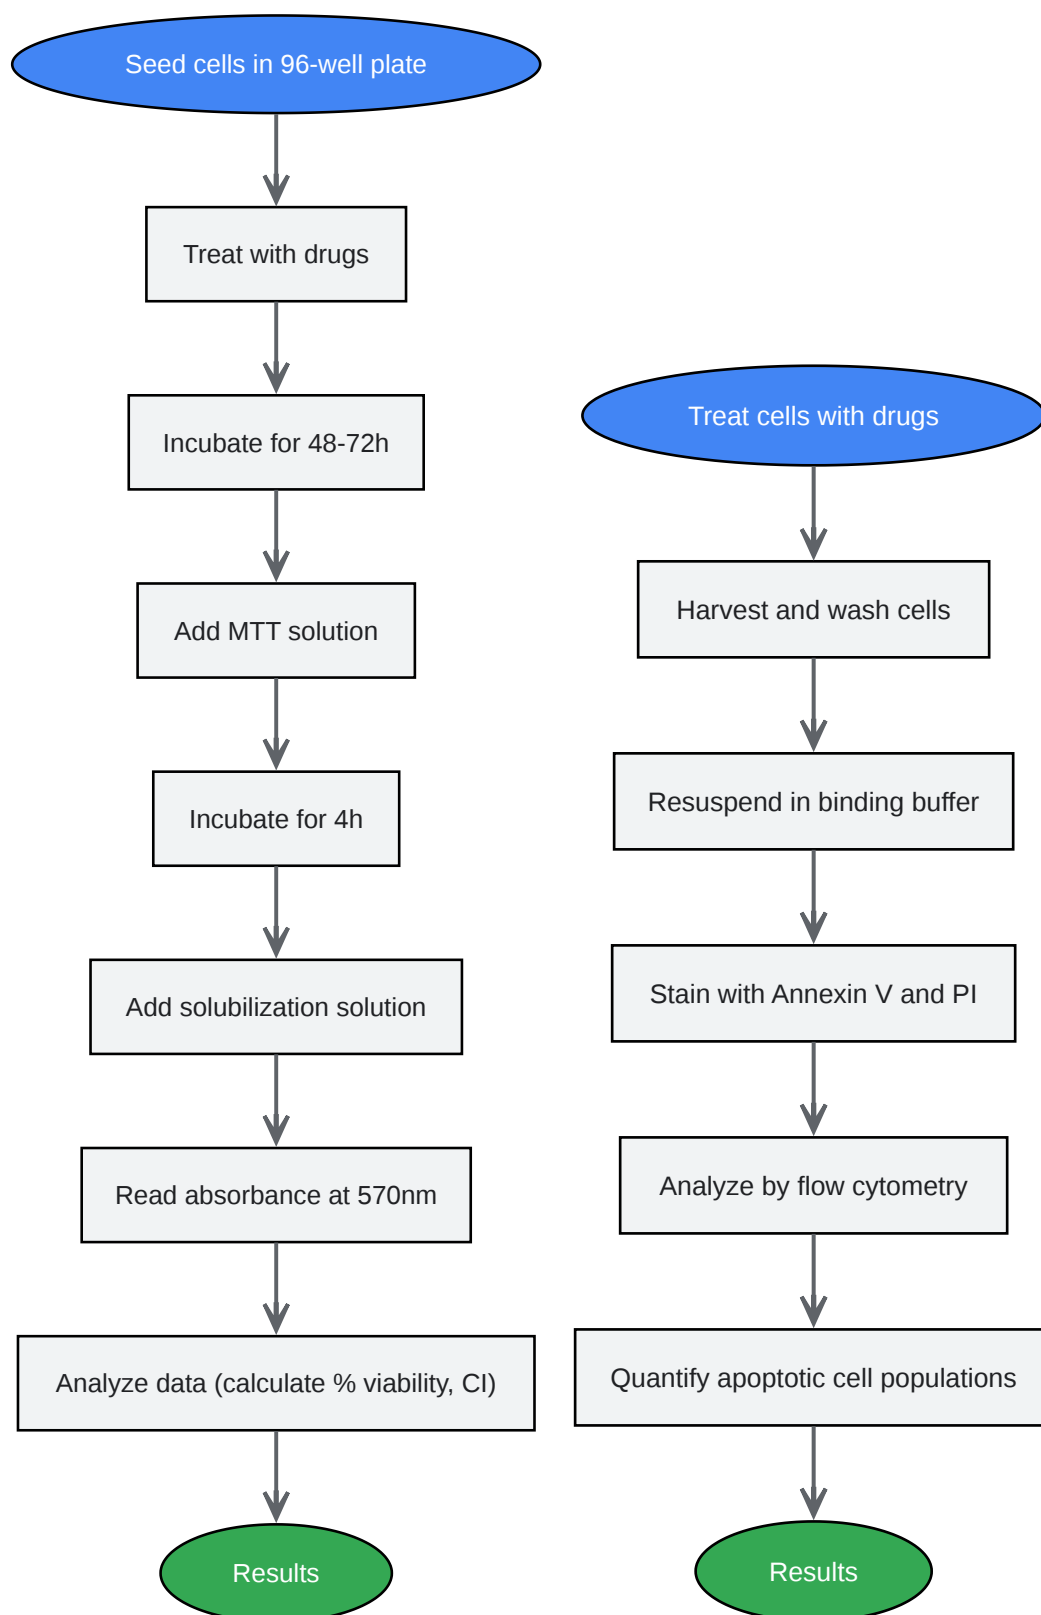 Seed cells in 96-well plate
Treat with drugs
Incubate for 48-72h
Add MTT solution
Incubate for 4h
Add solubilization solution
Read absorbance at 570nm
Analyze data (calculate % viability, CI)
Results
Treat cells with drugs
Harvest and wash cells
Resuspend in binding buffer
Stain with Annexin V and PI
Analyze by flow cytometry
Quantify apoptotic cell populations
Results